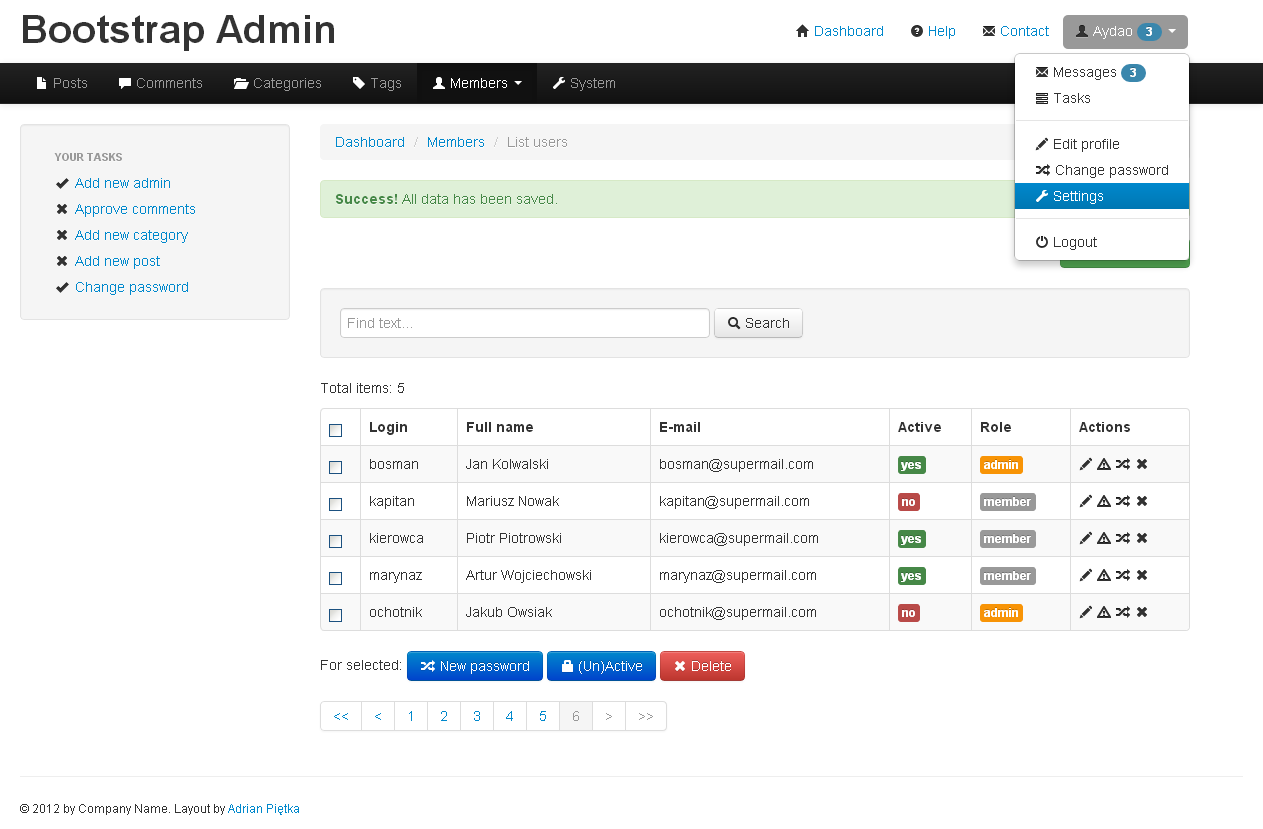 Bootstrap Admin
Dashboard Help Contact Aydao 3
Posts Comments Categories Tags Members System
Messages 3
Tasks
Edit profile
Change password
Settings
Logout
YOUR TASKS
Add new admin
Approve comments
Add new category
Add new post
Change password
Dashboard / Members / List users
Success! All data has been saved.
Find text... Search
Total items: 5
Login Full name E-mail Active Role Actions
bosman Jan Kolwalski bosman@supermail.com yes admin
kapitan Mariusz Nowak kapitan@supermail.com no member
kierowca Piotr Piotrowski kierowca@supermail.com yes member
marynaz Artur Wojciechowski marynaz@supermail.com yes member
ochotnik Jakub Owsiak ochotnik@supermail.com no admin
For selected: New password (Un)Active Delete
<< < 1 2 3 4 5 6 > >>
© 2012 by Company Name. Layout by Adrian Piętka